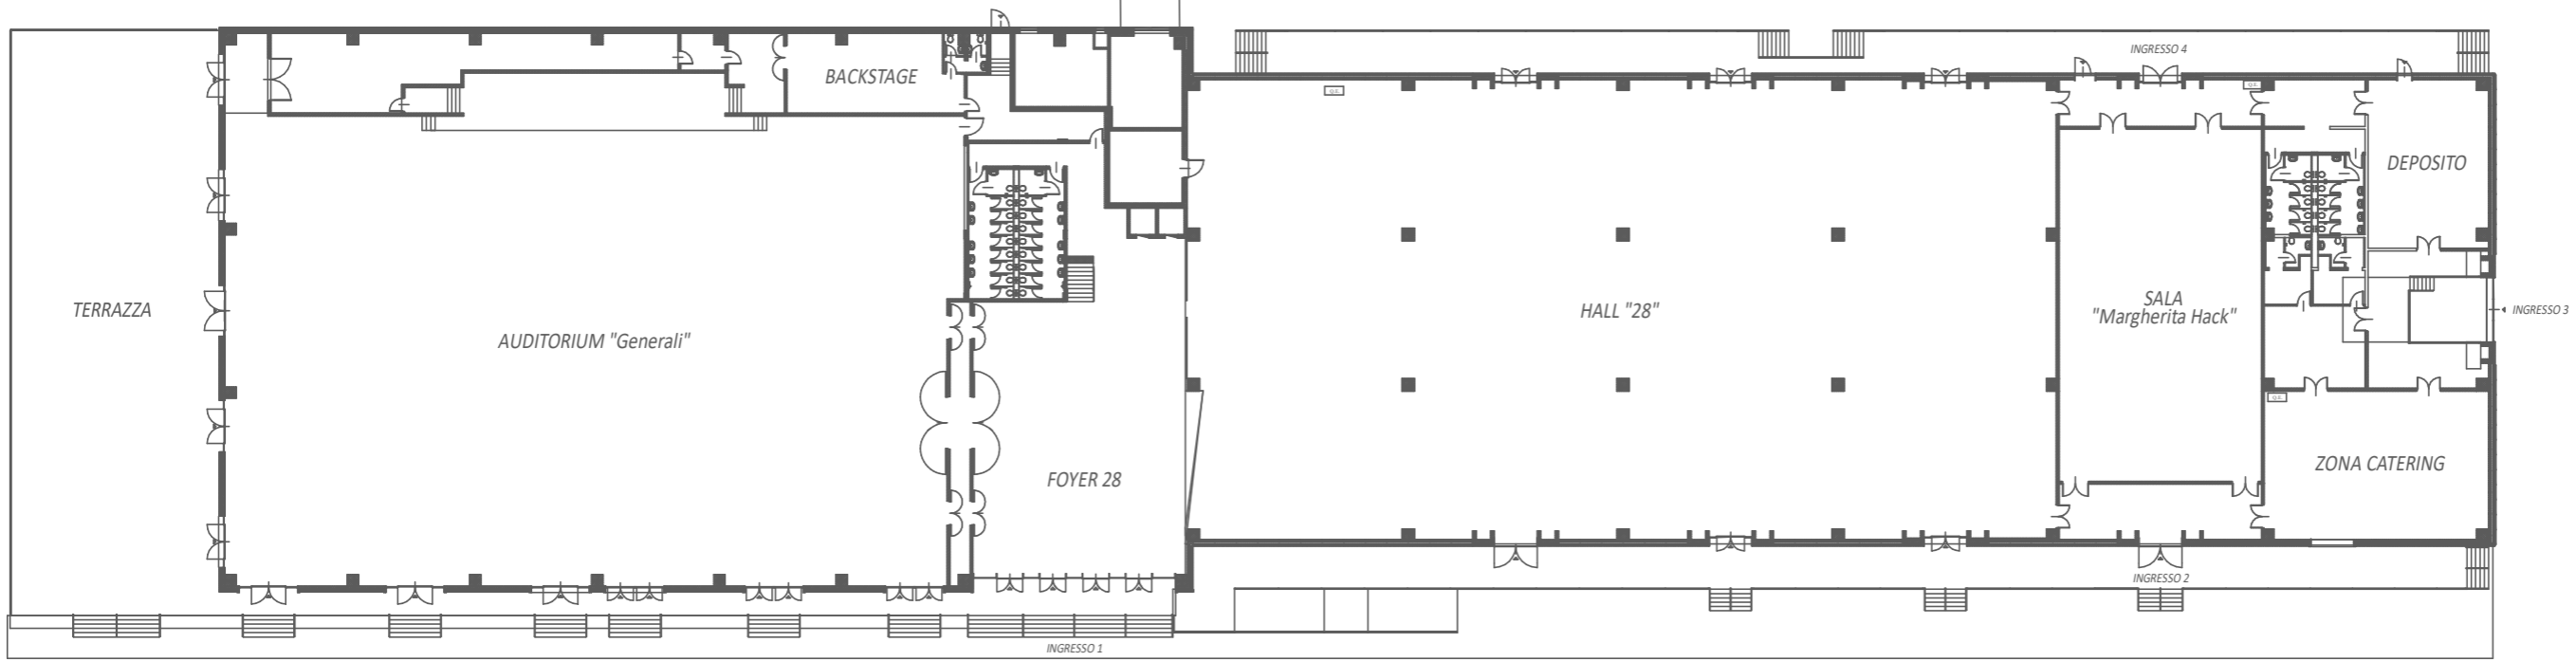 INGRESSO 4
BACKSTAGE
DEPOSITO
TERRAZZA
AUDITORIUM "Generali"
HALL "28"
SALA
"Margherita Hack"
INGRESSO 3
FOYER 28
ZONA CATERING
INGRESSO 2
INGRESSO 1